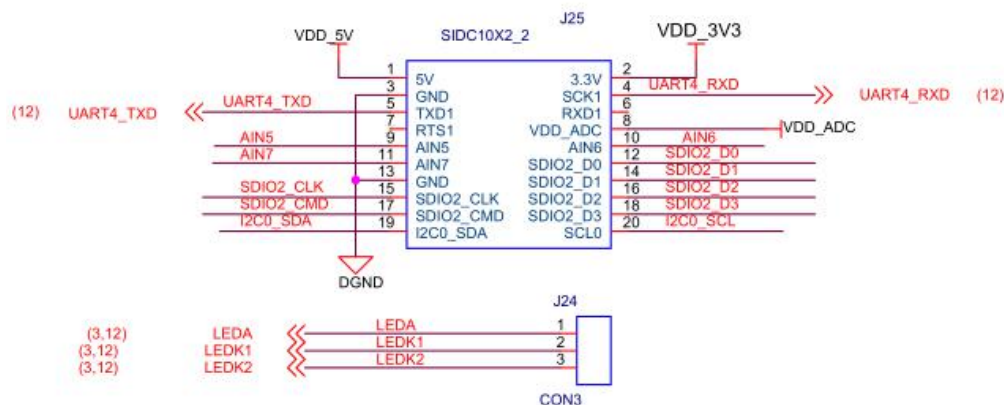 J25
VDD_5V SIDC10X2_2 VDD_3V3
1 5V 3.3V 2
3 GND SCK1 4 UART4_RXD UART4_RXD (12)
(12) UART4_TXD UART4_TXD 5 TXD1 RXD1 6
7 RTS1 VDD_ADC 8 VDD_ADC
AIN5 9 AIN5 AIN6 10 AIN6
AIN7 11 AIN7 SDIO2_D0 12 SDIO2_D0
13 GND SDIO2_D1 14 SDIO2_D1
SDIO2_CLK 15 SDIO2_CLK SDIO2_D2 16 SDIO2_D2
SDIO2_CMD 17 SDIO2_CMD SDIO2_D3 18 SDIO2_D3
I2C0_SDA 19 I2C0_SDA SCL0 20 I2C0_SCL
DGND
J24
(3,12) LEDA LEDA 1
(3,12) LEDK1 LEDK1 2
(3,12) LEDK2 LEDK2 3
CON3